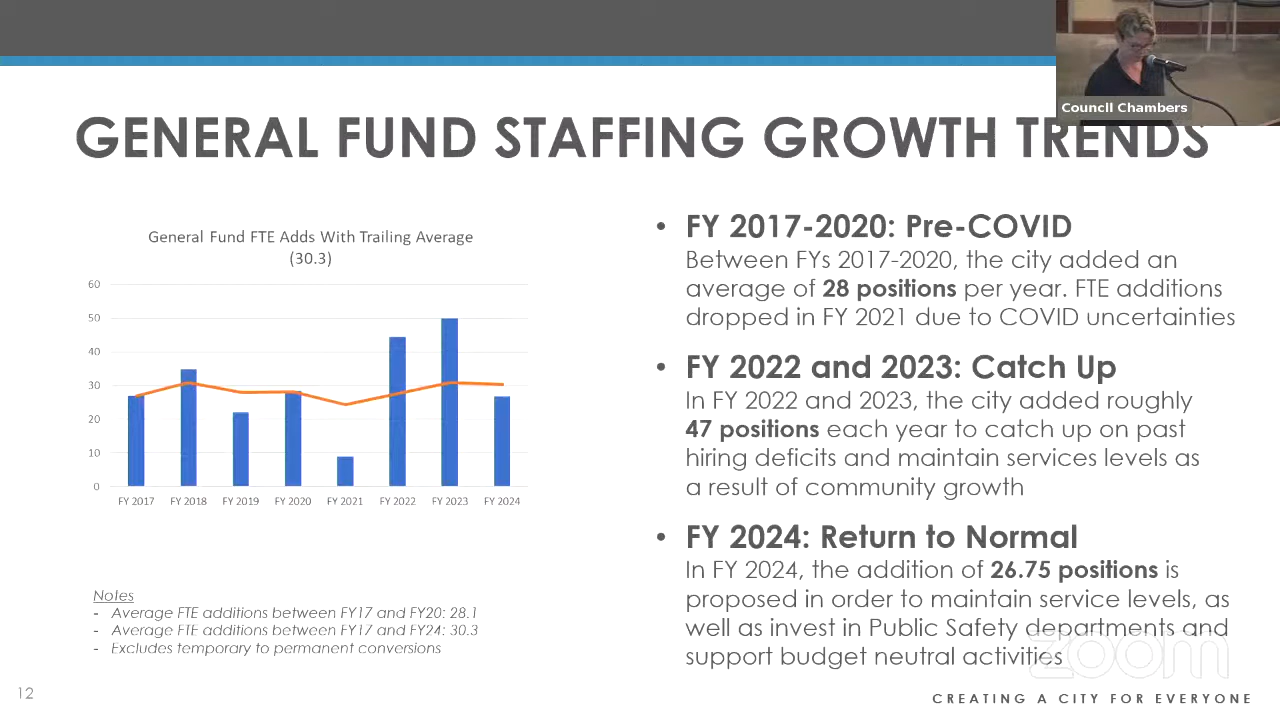 Council Chambers
GENERAL FUND STAFFING GROWTH TRENDS
General Fund FTE Adds With Trailing Average
(30.3)
60
50
40
30
20
10
0
FY 2017 FY 2018 FY 2019 FY 2020 FY 2021 FY 2022 FY 2023 FY 2024
Notes
- Average FTE additions between FY17 and FY20: 28.1
- Average FTE additions between FY17 and FY24: 30.3
- Excludes temporary to permanent conversions
• FY 2017-2020: Pre-COVID
Between FYs 2017-2020, the city added an
average of 28 positions per year. FTE additions
dropped in FY 2021 due to COVID uncertainties
• FY 2022 and 2023: Catch Up
In FY 2022 and 2023, the city added roughly
47 positions each year to catch up on past
hiring deficits and maintain services levels as
a result of community growth
• FY 2024: Return to Normal
In FY 2024, the addition of 26.75 positions is
proposed in order to maintain service levels, as
well as invest in Public Safety departments and
support budget neutral activities
zoom
12
CREATING A CITY FOR EVERYONE